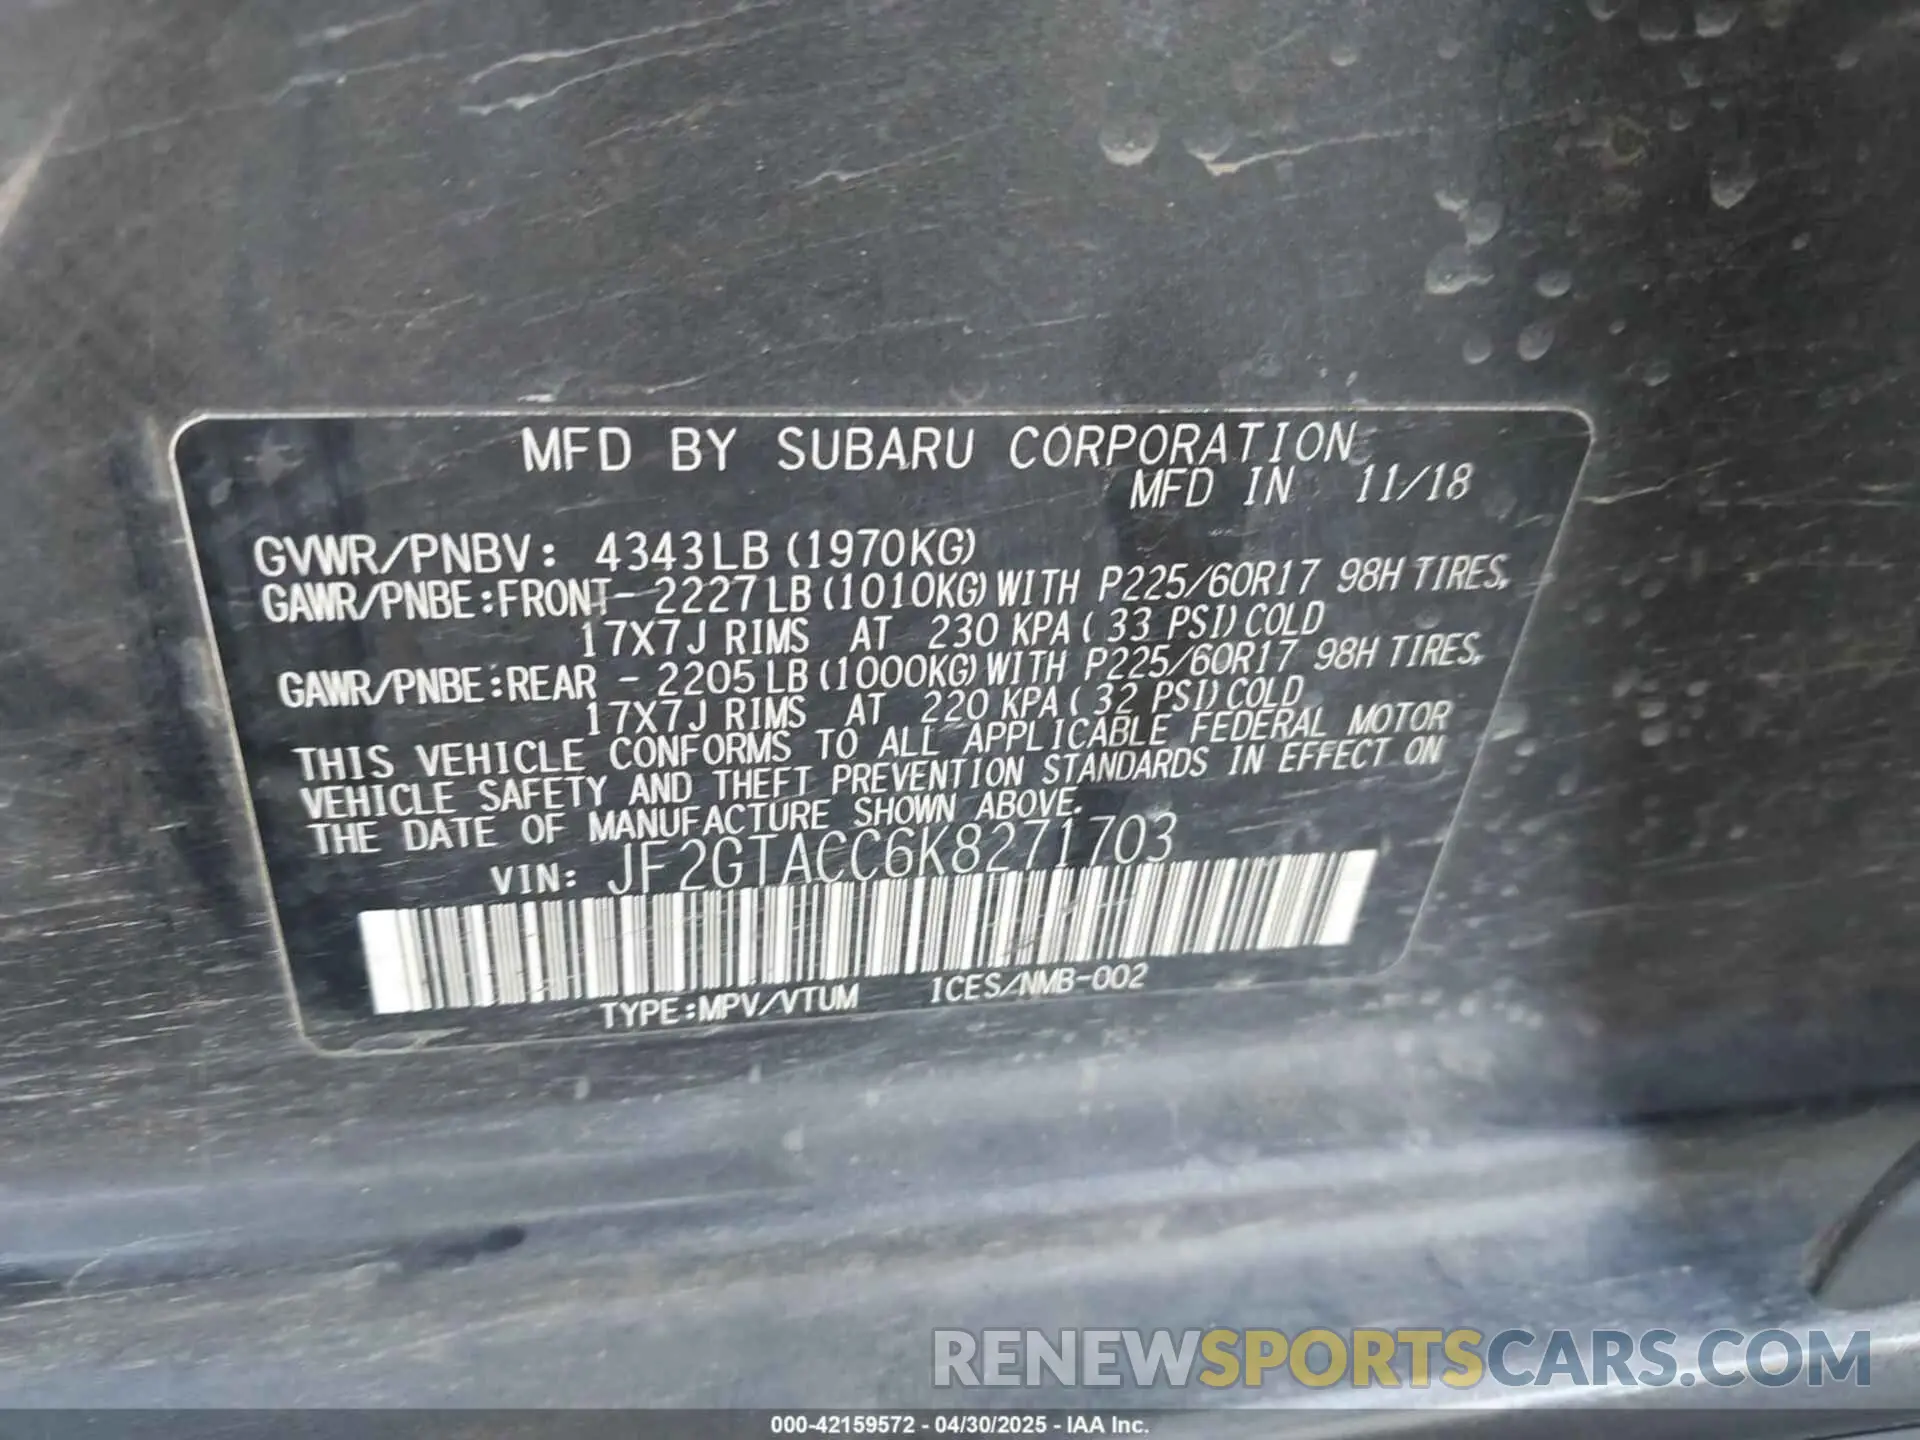 MFD BY SUBARU CORPORATION
MFD IN 11/18
GVWR/PNBV: 4343LB (1970KG)
GAWR/PNBE:FRONT- 2227LB (1010KG) WITH P225/60R17 98H TIRES,
17X7J RIMS AT 230 KPA ( 33 PSI) COLD
GAWR/PNBE:REAR - 2205LB (1000KG) WITH P225/60R17 98H TIRES,
17X7J RIMS AT 220 KPA ( 32 PSI) COLD
THIS VEHICLE CONFORMS TO ALL APPLICABLE FEDERAL MOTOR
VEHICLE SAFETY AND THEFT PREVENTION STANDARDS IN EFFECT ON
THE DATE OF MANUFACTURE SHOWN ABOVE.
VIN: JF2GTACC6K8271703
TYPE:MPV/VTUM ICES/NMB-002
RENEWSPORTSCARS.COM
000-42159572 - 04/30/2025 - IAA Inc.